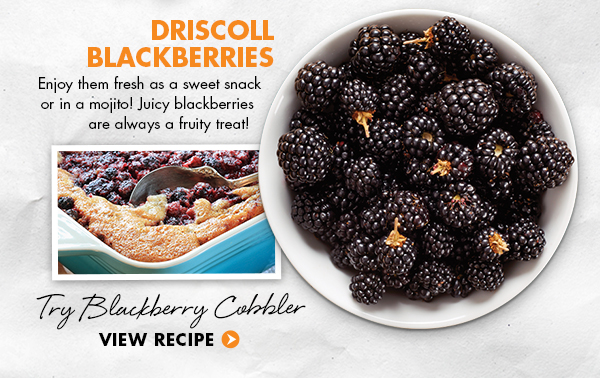 DRISCOLL
BLACKBERRIES
Enjoy them fresh as a sweet snack
or in a mojito! Juicy blackberries
are always a fruity treat!
Try Blackberry Cobbler
VIEW RECIPE